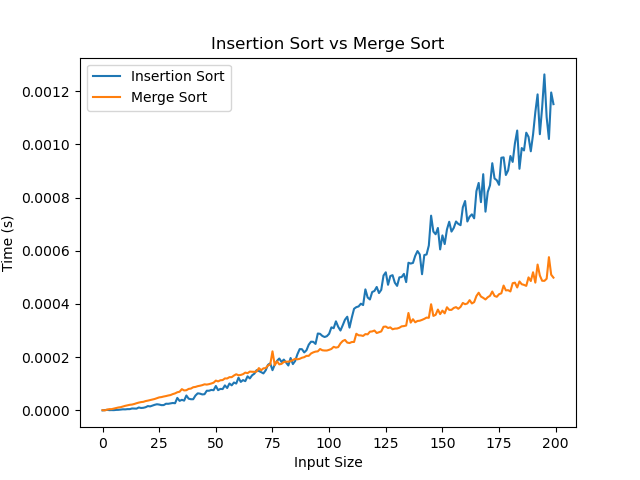 Insertion Sort vs Merge Sort
Insertion Sort
Merge Sort
Time (s)
0.0012
0.0010
0.0008
0.0006
0.0004
0.0002
0.0000
0 25 50 75 100 125 150 175 200
Input Size